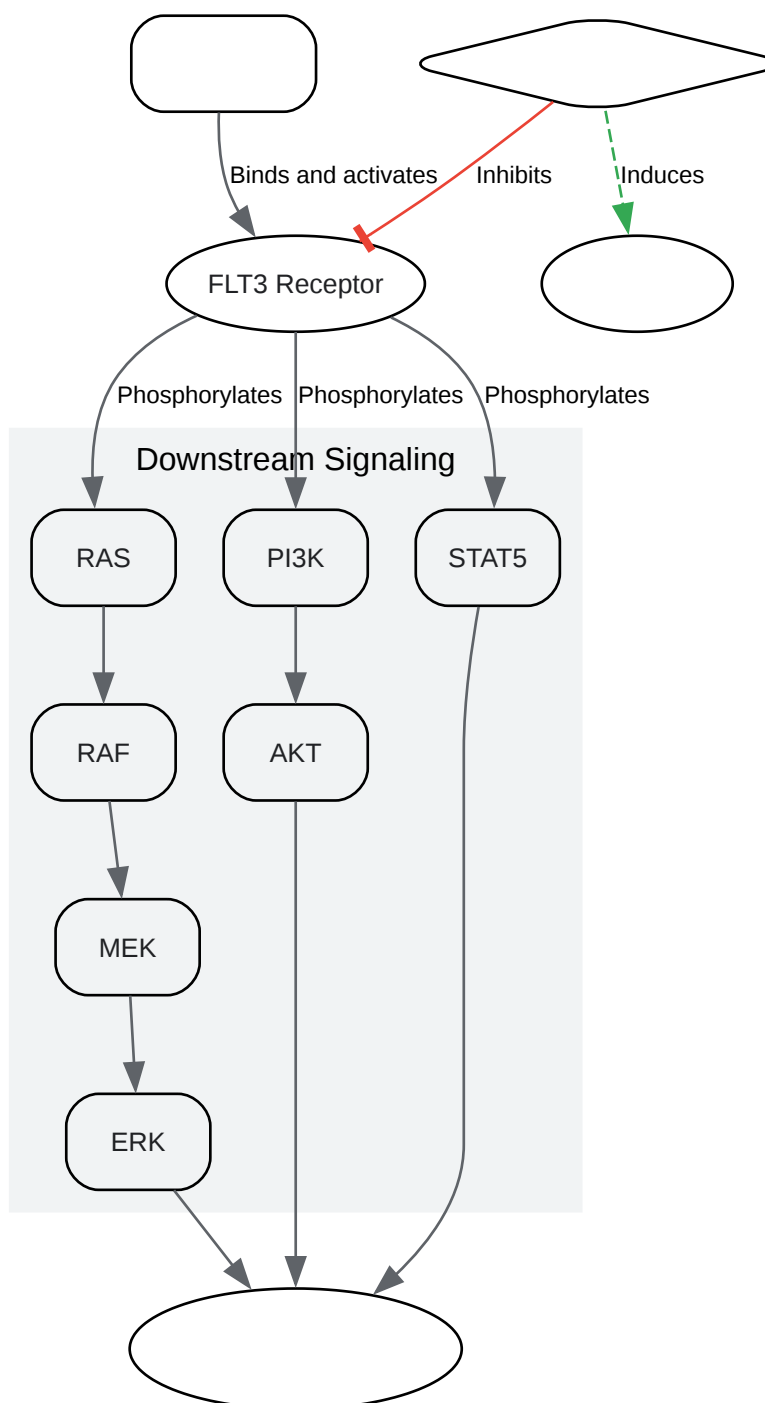 Binds and activates
Inhibits
Induces
FLT3 Receptor
Phosphorylates
Phosphorylates
Phosphorylates
Downstream Signaling
RAS
PI3K
STAT5
RAF
AKT
MEK
ERK